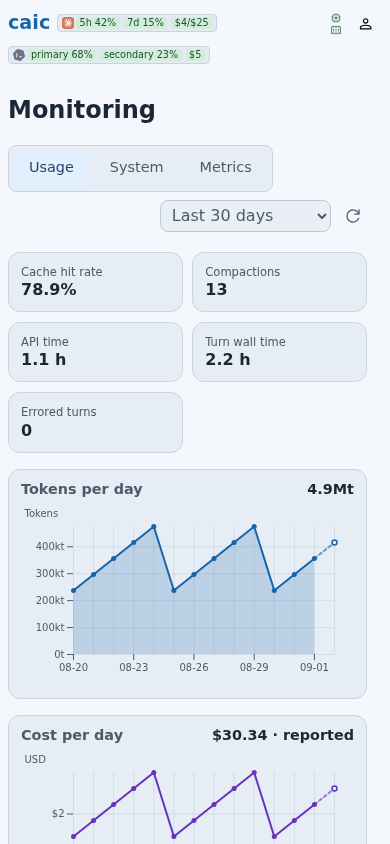 caic 5h 42% 7d 15% $4/$25
primary 68% secondary 23% $5
Monitoring
Usage System Metrics
Last 30 days
Cache hit rate
78.9%
Compactions
13
API time
1.1 h
Turn wall time
2.2 h
Errored turns
0
Tokens per day 4.9Mt
Tokens
400kt
300kt
200kt
100kt
0t
08-20 08-23 08-26 08-29 09-01
Cost per day $30.34 · reported
USD
$2